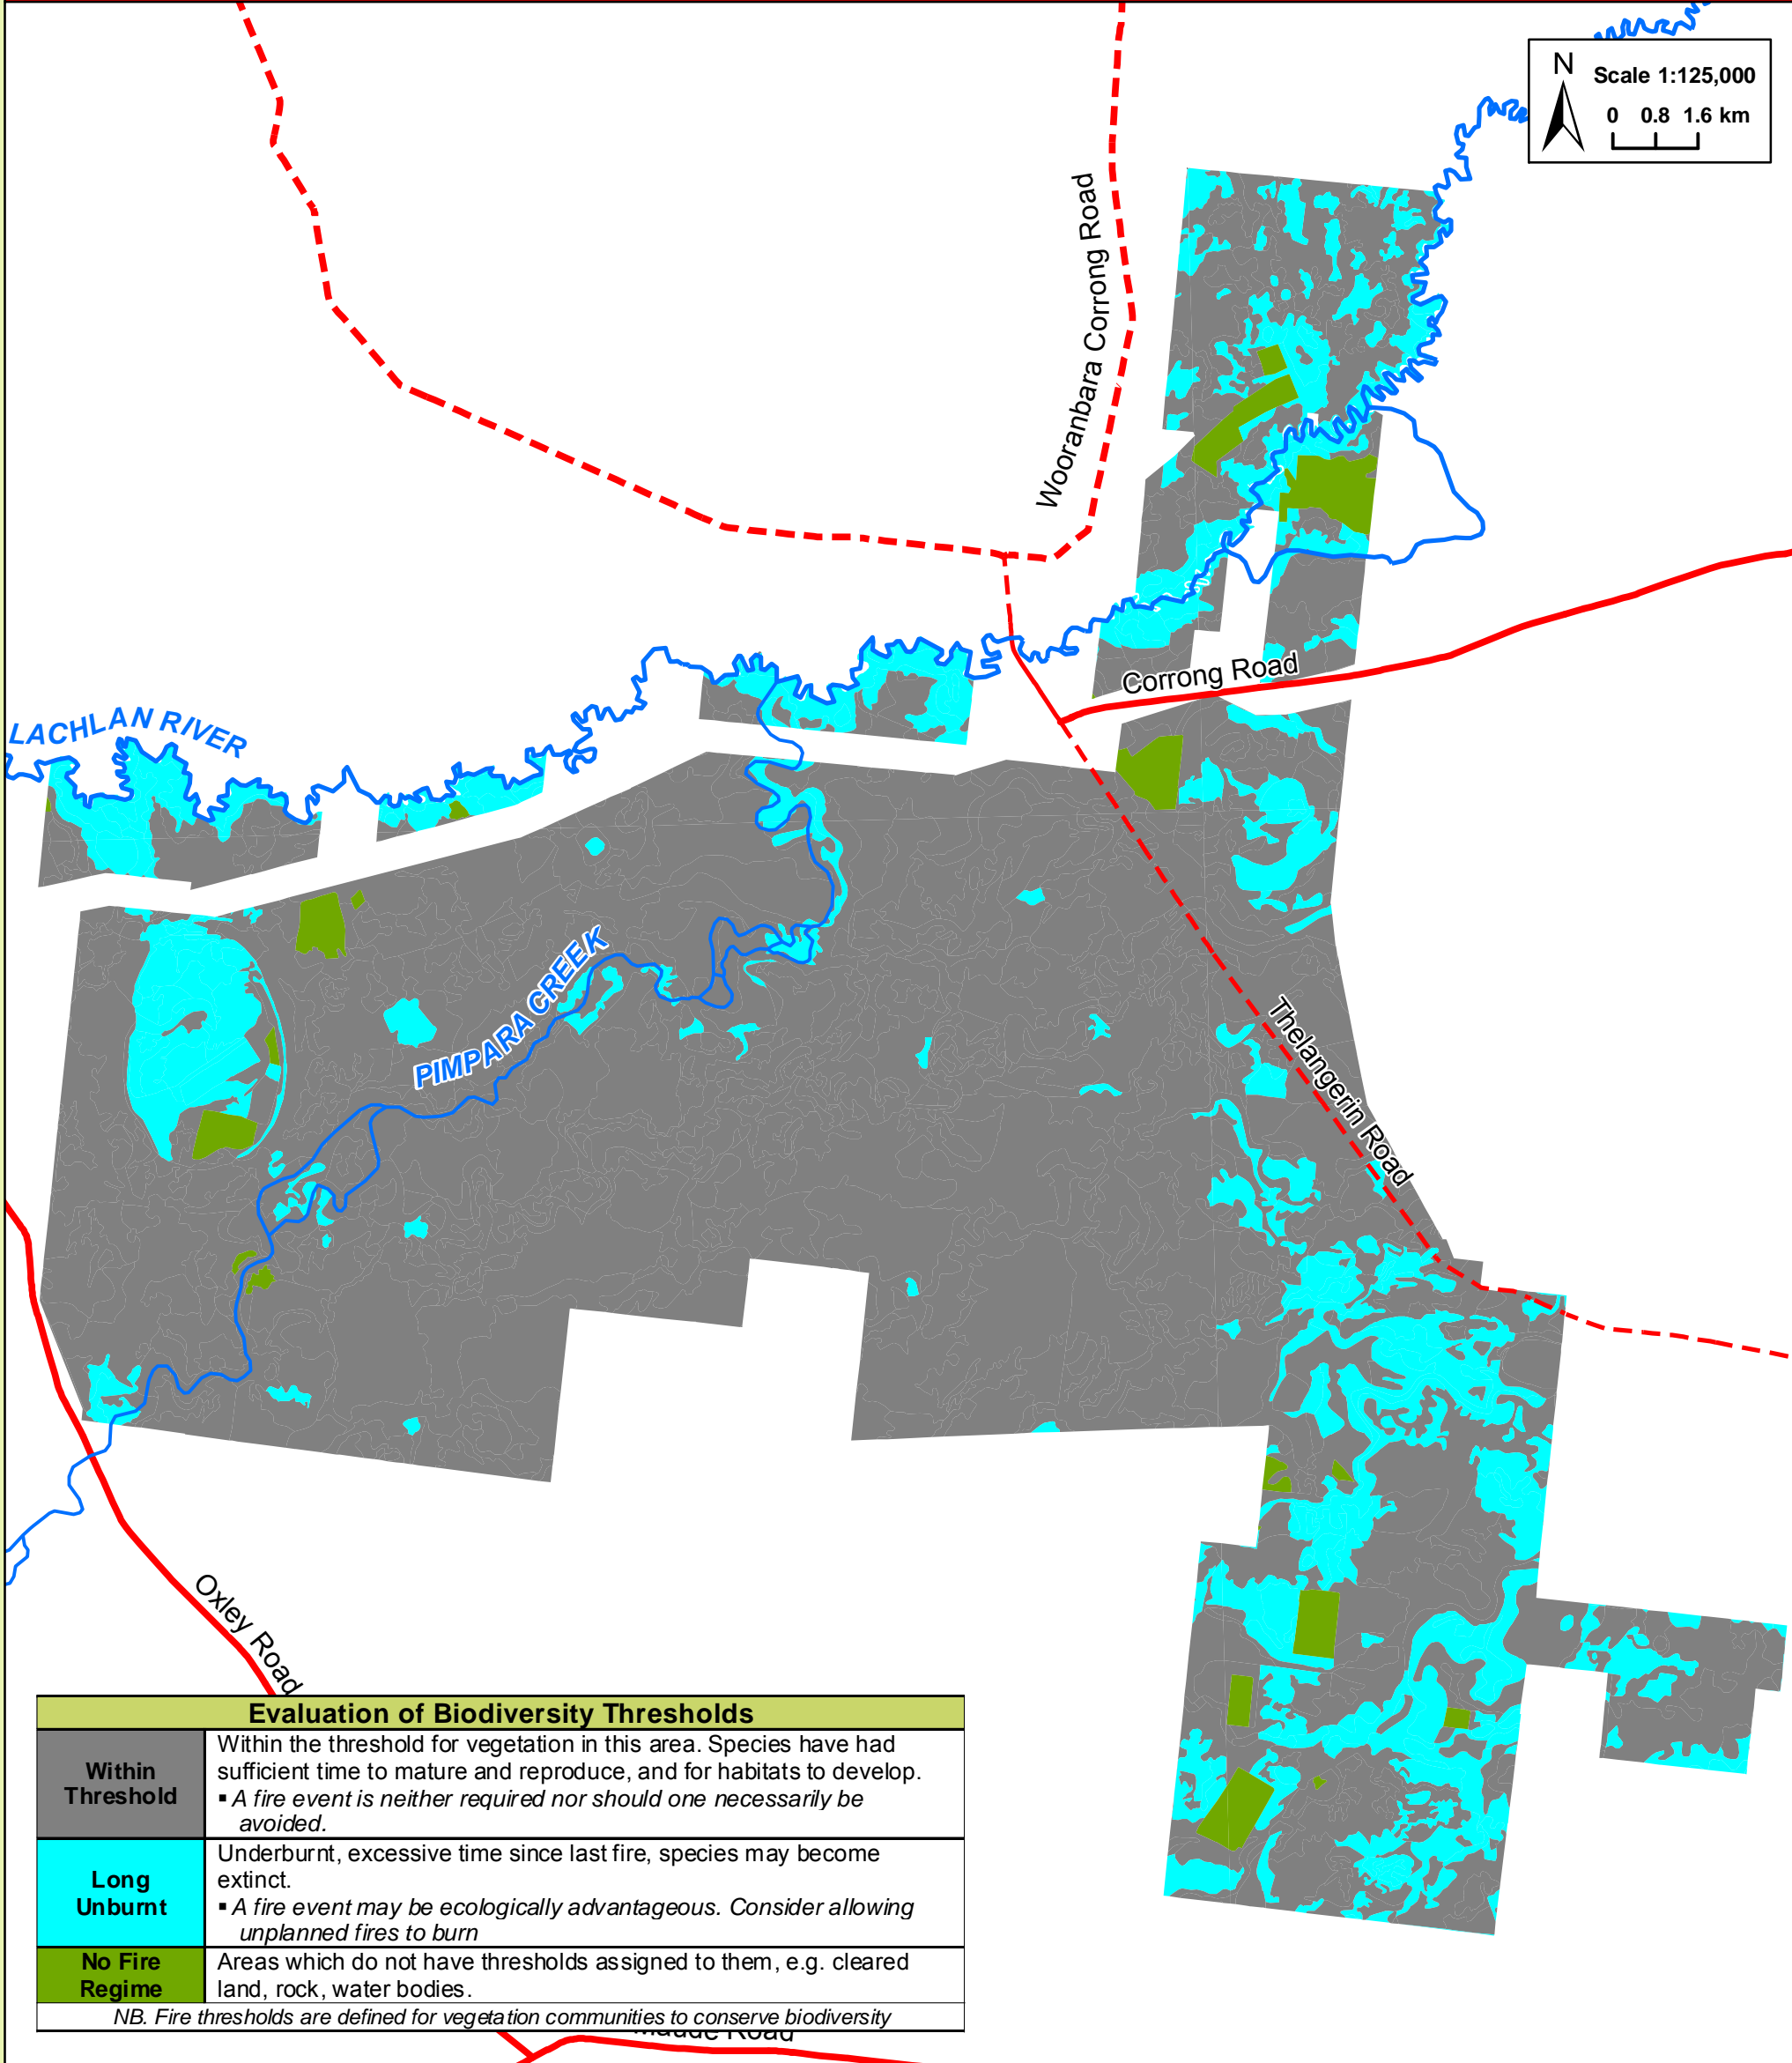 N
Scale 1:125,000
0 0.8 1.6 km
Wooranbara Corrong Road
Corrong Road
LACHLAN RIVER
PIMPARA CREEK
Thelangerin Road
Oxley Road
Evaluation of Biodiversity Thresholds
Within
Threshold
Within the threshold for vegetation in this area. Species have had
sufficient time to mature and reproduce, and for habitats to develop.
▪ A fire event is neither required nor should one necessarily be
avoided.
Long
Unburnt
Underburnt, excessive time since last fire, species may become
extinct.
▪ A fire event may be ecologically advantageous. Consider allowing
unplanned fires to burn
No Fire
Regime
Areas which do not have thresholds assigned to them, e.g. cleared
land, rock, water bodies.
NB. Fire thresholds are defined for vegetation communities to conserve biodiversity
Maude Road